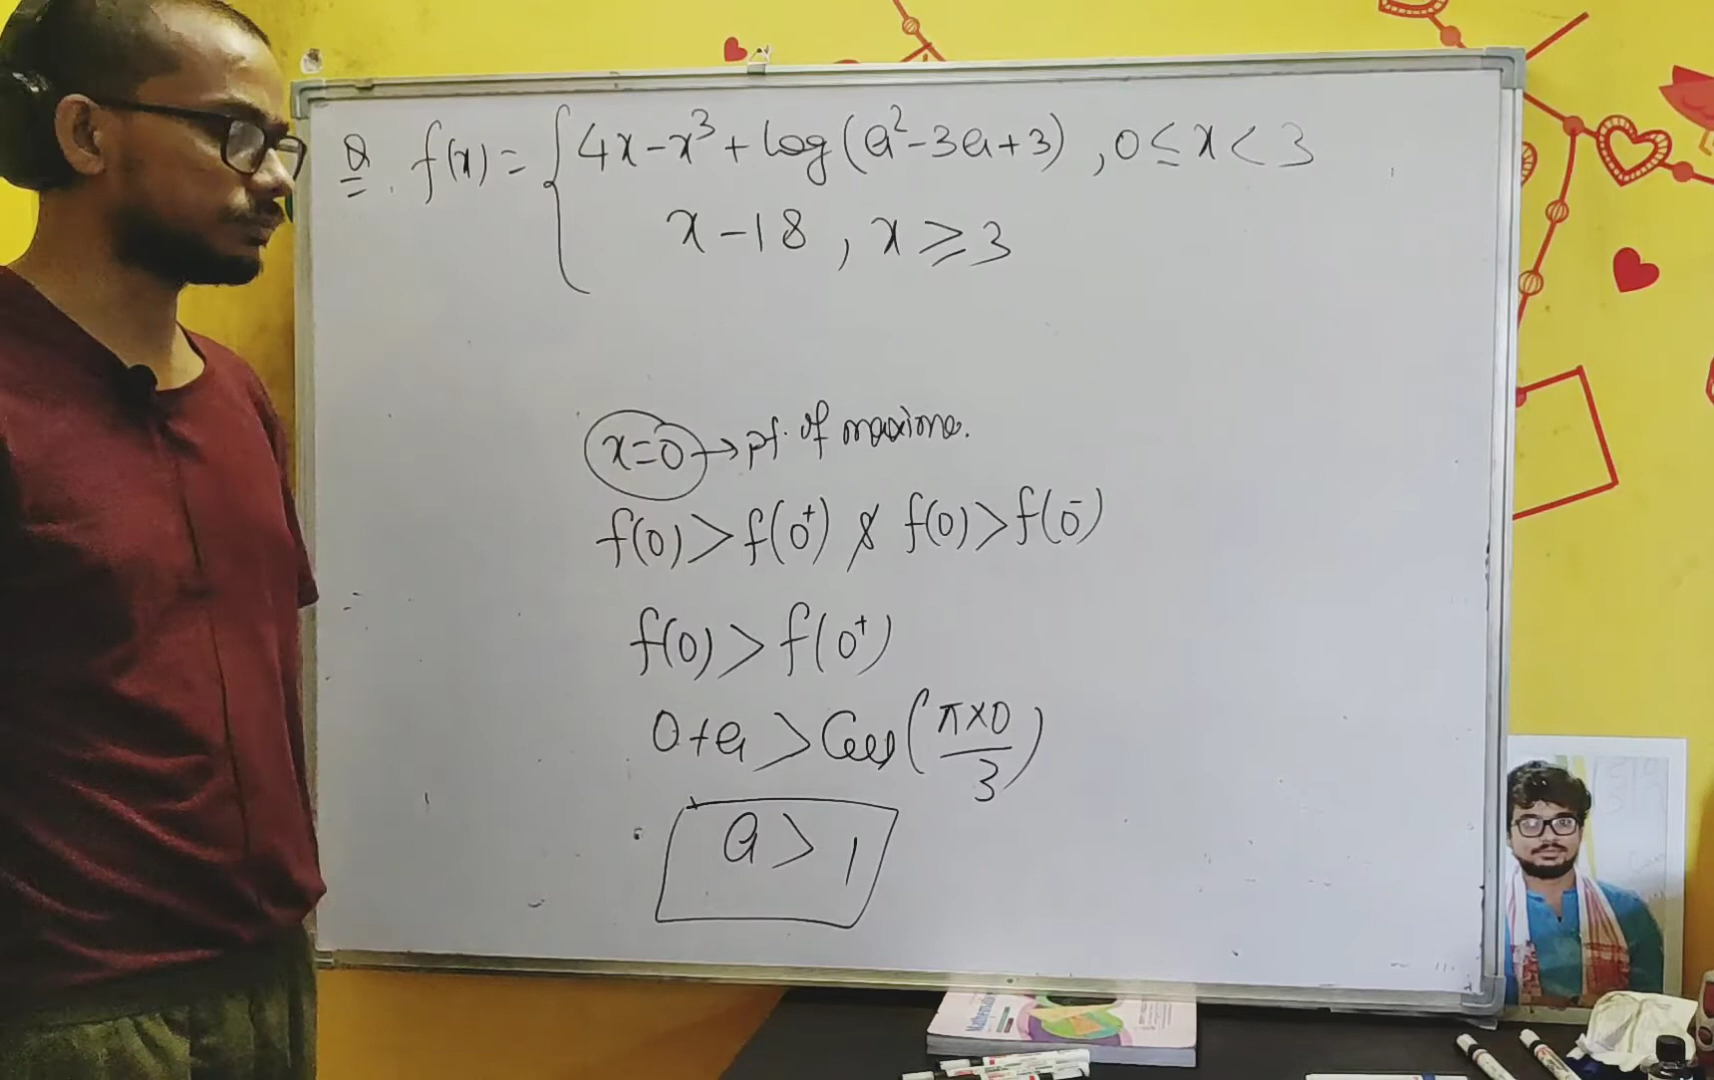 Q. f(x) = { 4x - x³ + log(a² - 3a + 3), 0 ≤ x < 3
x - 18, x ≥ 3
x=0 → pt. of maxima.
f(0) > f(0⁺) & f(0) > f(0⁻)
f(0) > f(0⁺)
0 + a > Cos(π×0/3)
a > 1
Mathematics